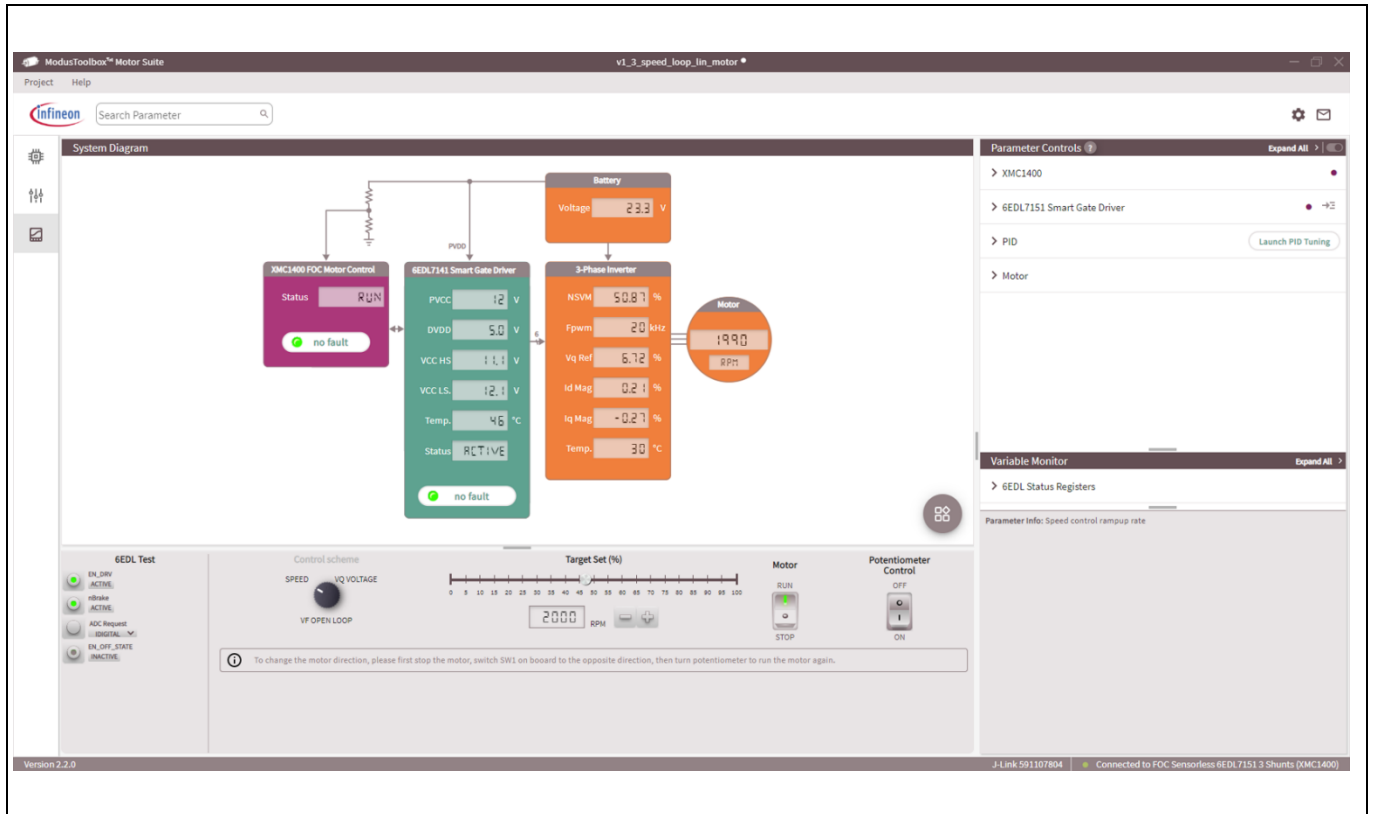 ModusToolbox™ Motor Suite
v1_3_speed_loop_lin_motor
Project Help
infineon
Search Parameter
System Diagram
Battery
Voltage 23.3 V
PVDD
XMC1400 FOC Motor Control
Status RUN
no fault
6EDL7141 Smart Gate Driver
PVCC 12 V
DVDD 5.0 V
VCC HS 11.1 V
VCC LS. 12.1 V
Temp. 46 °C
Status ACTIVE
no fault
6
3-Phase Inverter
NSVM 50.87 %
Fpwm 20 kHz
Vq Ref 6.72 %
Id Mag 0.21 %
Iq Mag -0.27 %
Temp. 30 °C
Motor
1990
RPM
Parameter Controls ?
Expand All >
XMC1400
6EDL7151 Smart Gate Driver
PID
Launch PID Tuning
Motor
Variable Monitor
Expand All >
6EDL Status Registers
Parameter Info: Speed control rampup rate
6EDL Test
EN_DRV
ACTIVE
nBrake
ACTIVE
ADC Request
IDIGITAL
EN_OFF_STATE
INACTIVE
Control scheme
SPEED
VQ VOLTAGE
VF OPEN LOOP
Target Set (%)
0 5 10 15 20 25 30 35 40 45 50 55 60 65 70 75 80 85 90 95 100
2000 RPM
Motor
RUN
STOP
Potentiometer
Control
OFF
ON
To change the motor direction, please first stop the motor, switch SW1 on booard to the opposite direction, then turn potentiometer to run the motor again.
Version 2.2.0
J-Link 591107804
Connected to FOC Sensorless 6EDL7151 3 Shunts (XMC1400)